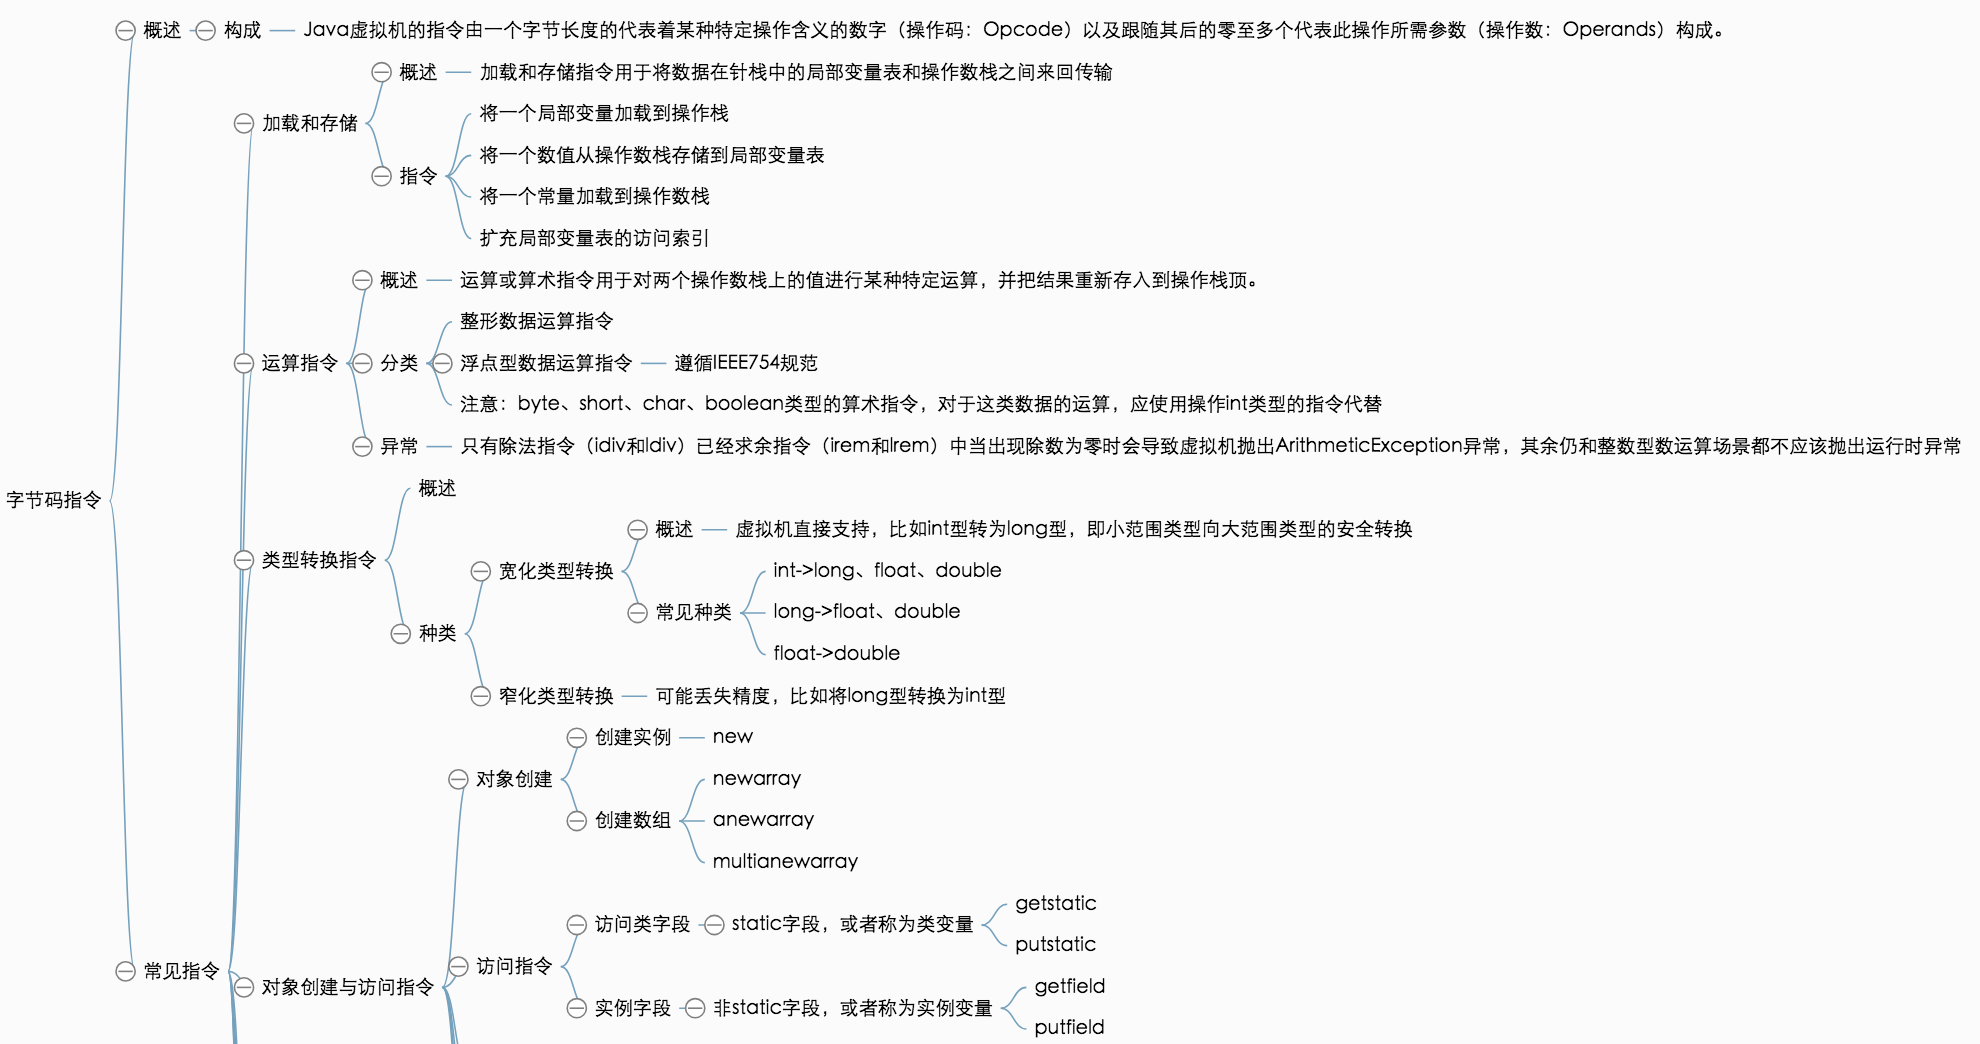 概述
构成
Java虚拟机的指令由一个字节长度的代表着某种特定操作含义的数字（操作码：Opcode）以及跟随其后的零至多个代表此操作所需参数（操作数：Operands）构成。
概述
加载和存储指令用于将数据在针栈中的局部变量表和操作数栈之间来回传输
加载和存储
将一个局部变量加载到操作栈
将一个数值从操作数栈存储到局部变量表
指令
将一个常量加载到操作数栈
扩充局部变量表的访问索引
概述
运算或算术指令用于对两个操作数栈上的值进行某种特定运算，并把结果重新存入到操作栈顶。
整形数据运算指令
运算指令
分类
浮点型数据运算指令
遵循IEEE754规范
注意：byte、short、char、boolean类型的算术指令，对于这类数据的运算，应使用操作int类型的指令代替
异常
只有除法指令（idiv和ldiv）已经求余指令（irem和lrem）中当出现除数为零时会导致虚拟机抛出ArithmeticException异常，其余仍和整数型数运算场景都不应该抛出运行时异常
概述
字节码指令
概述
虚拟机直接支持，比如int型转为long型，即小范围类型向大范围类型的安全转换
类型转换指令
宽化类型转换
int->long、float、double
常见种类
long->float、double
种类
float->double
窄化类型转换
可能丢失精度，比如将long型转换为int型
创建实例
new
对象创建
newarray
创建数组
anewarray
multianewarray
getstatic
访问类字段
static字段，或者称为类变量
putstatic
常见指令
访问指令
对象创建与访问指令
getfield
实例字段
非static字段，或者称为实例变量
putfield